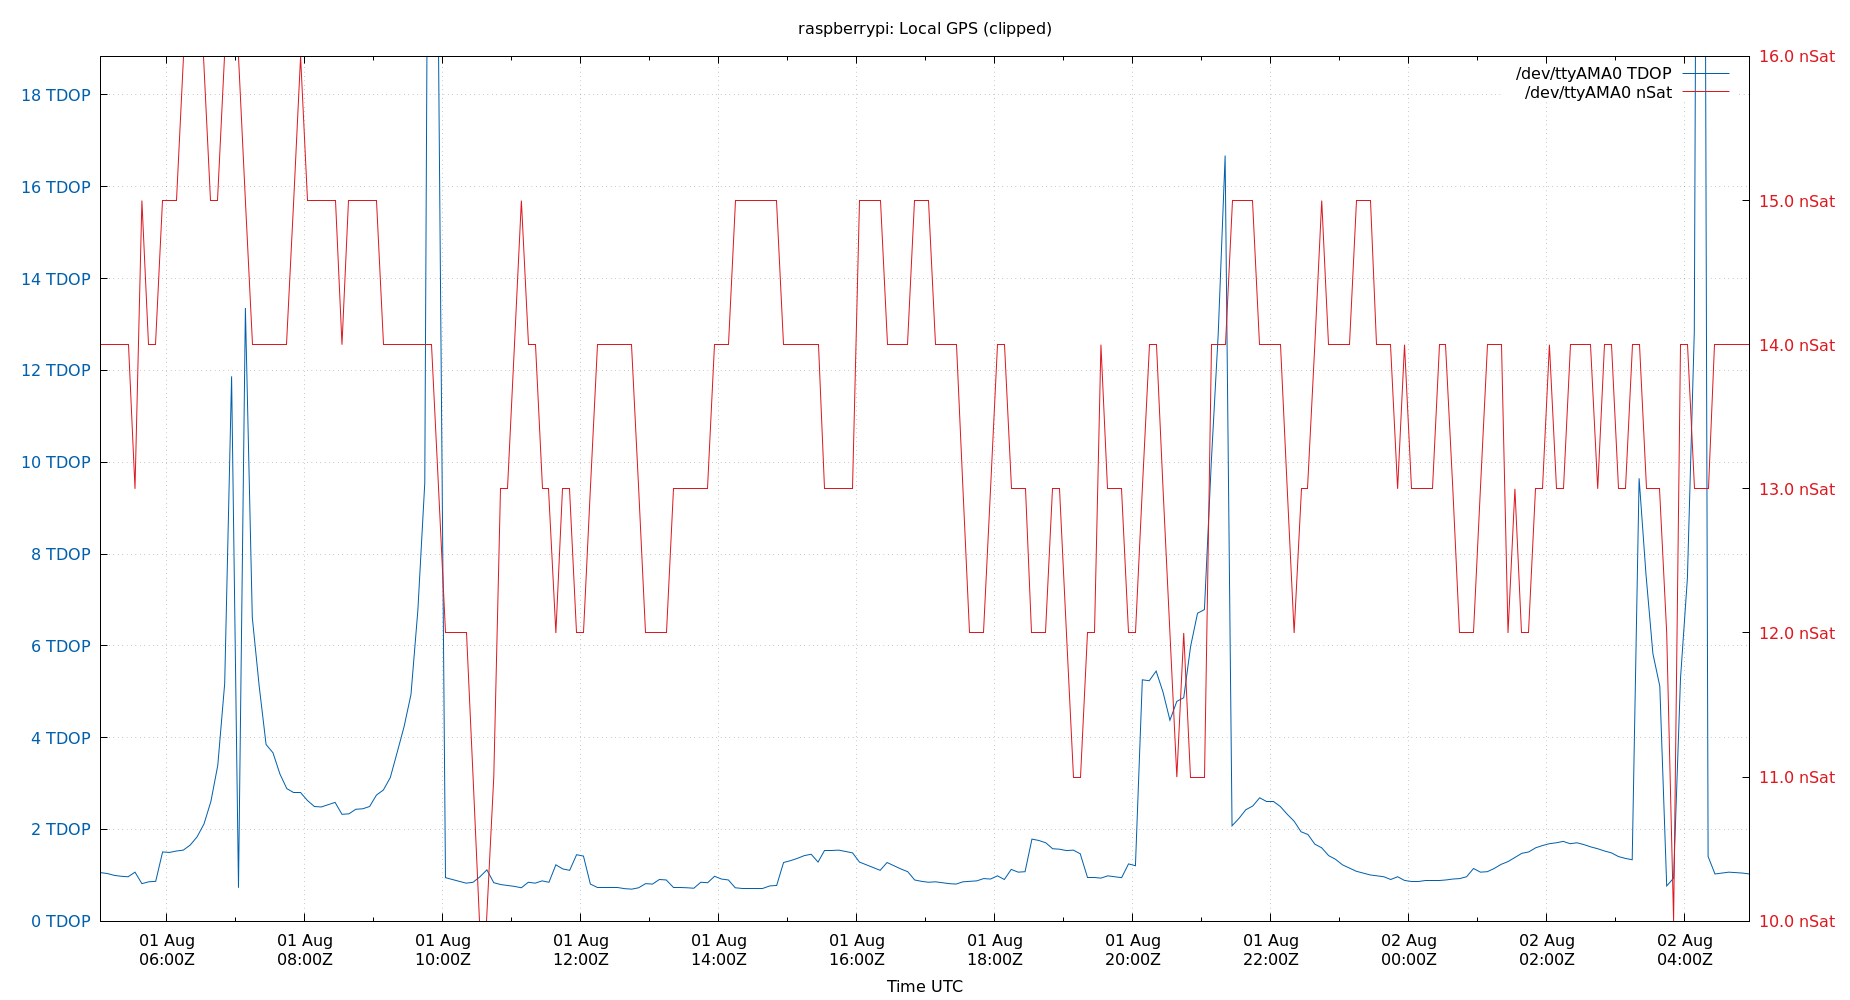 raspberrypi: Local GPS (clipped)
/dev/ttyAMA0 TDOP
/dev/ttyAMA0 nSat
18 TDOP
16 TDOP
14 TDOP
12 TDOP
10 TDOP
8 TDOP
6 TDOP
4 TDOP
2 TDOP
0 TDOP
16.0 nSat
15.0 nSat
14.0 nSat
13.0 nSat
12.0 nSat
11.0 nSat
10.0 nSat
01 Aug
06:00Z
01 Aug
08:00Z
01 Aug
10:00Z
01 Aug
12:00Z
01 Aug
14:00Z
01 Aug
16:00Z
01 Aug
18:00Z
01 Aug
20:00Z
01 Aug
22:00Z
02 Aug
00:00Z
02 Aug
02:00Z
02 Aug
04:00Z
Time UTC